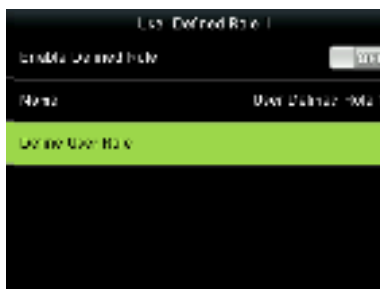 User Defined Role 1
Enable Defined Role
Name User Defined Role
Define User Role